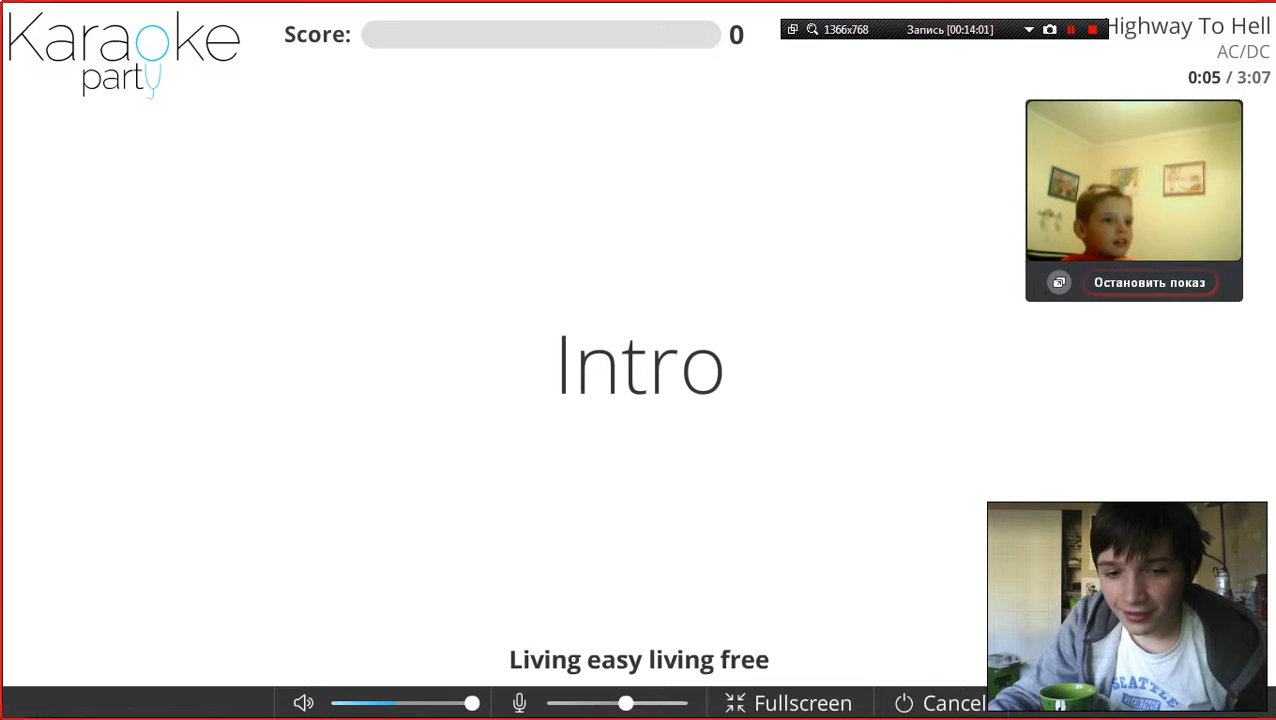 Karaoke
party
Score: 0
1366x768 Запись [00:14:01]
Highway To Hell
AC/DC
0:05 / 3:07
Остановить показ
Intro
SEATTLE
Living easy living free
Fullscreen
Cancel